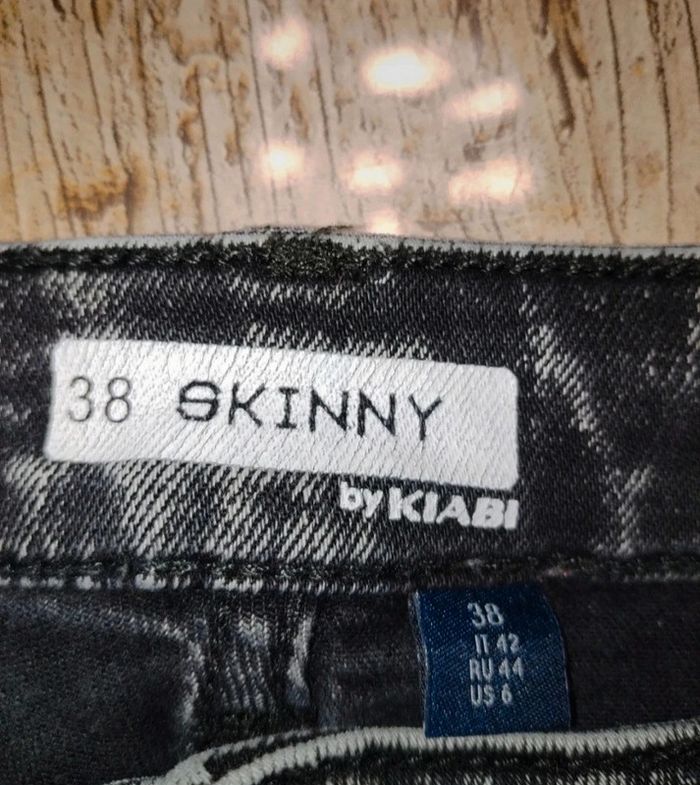 38 SKINNY
by KIABI
38
IT 42
RU 44
US 6